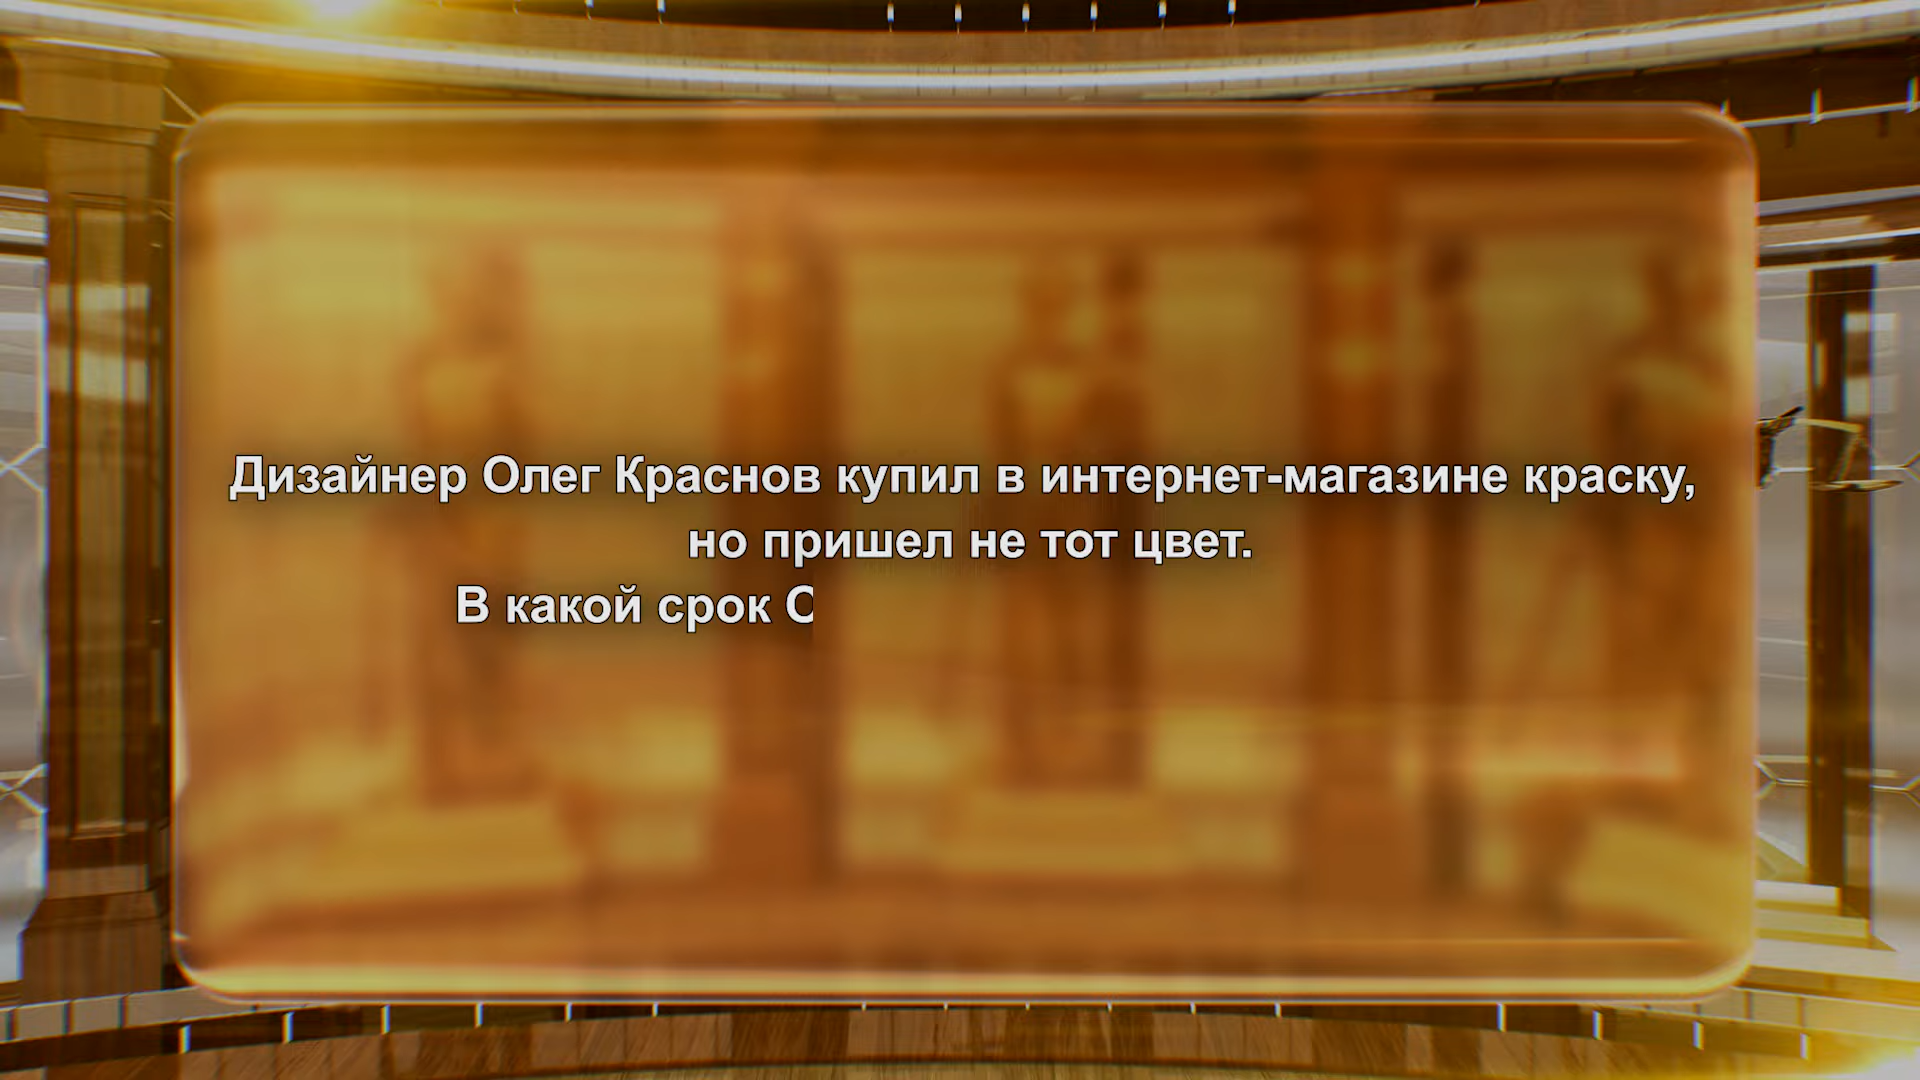 Дизайнер Олег Краснов купил в интернет-магазине краску,
но пришел не тот цвет.
В какой срок О